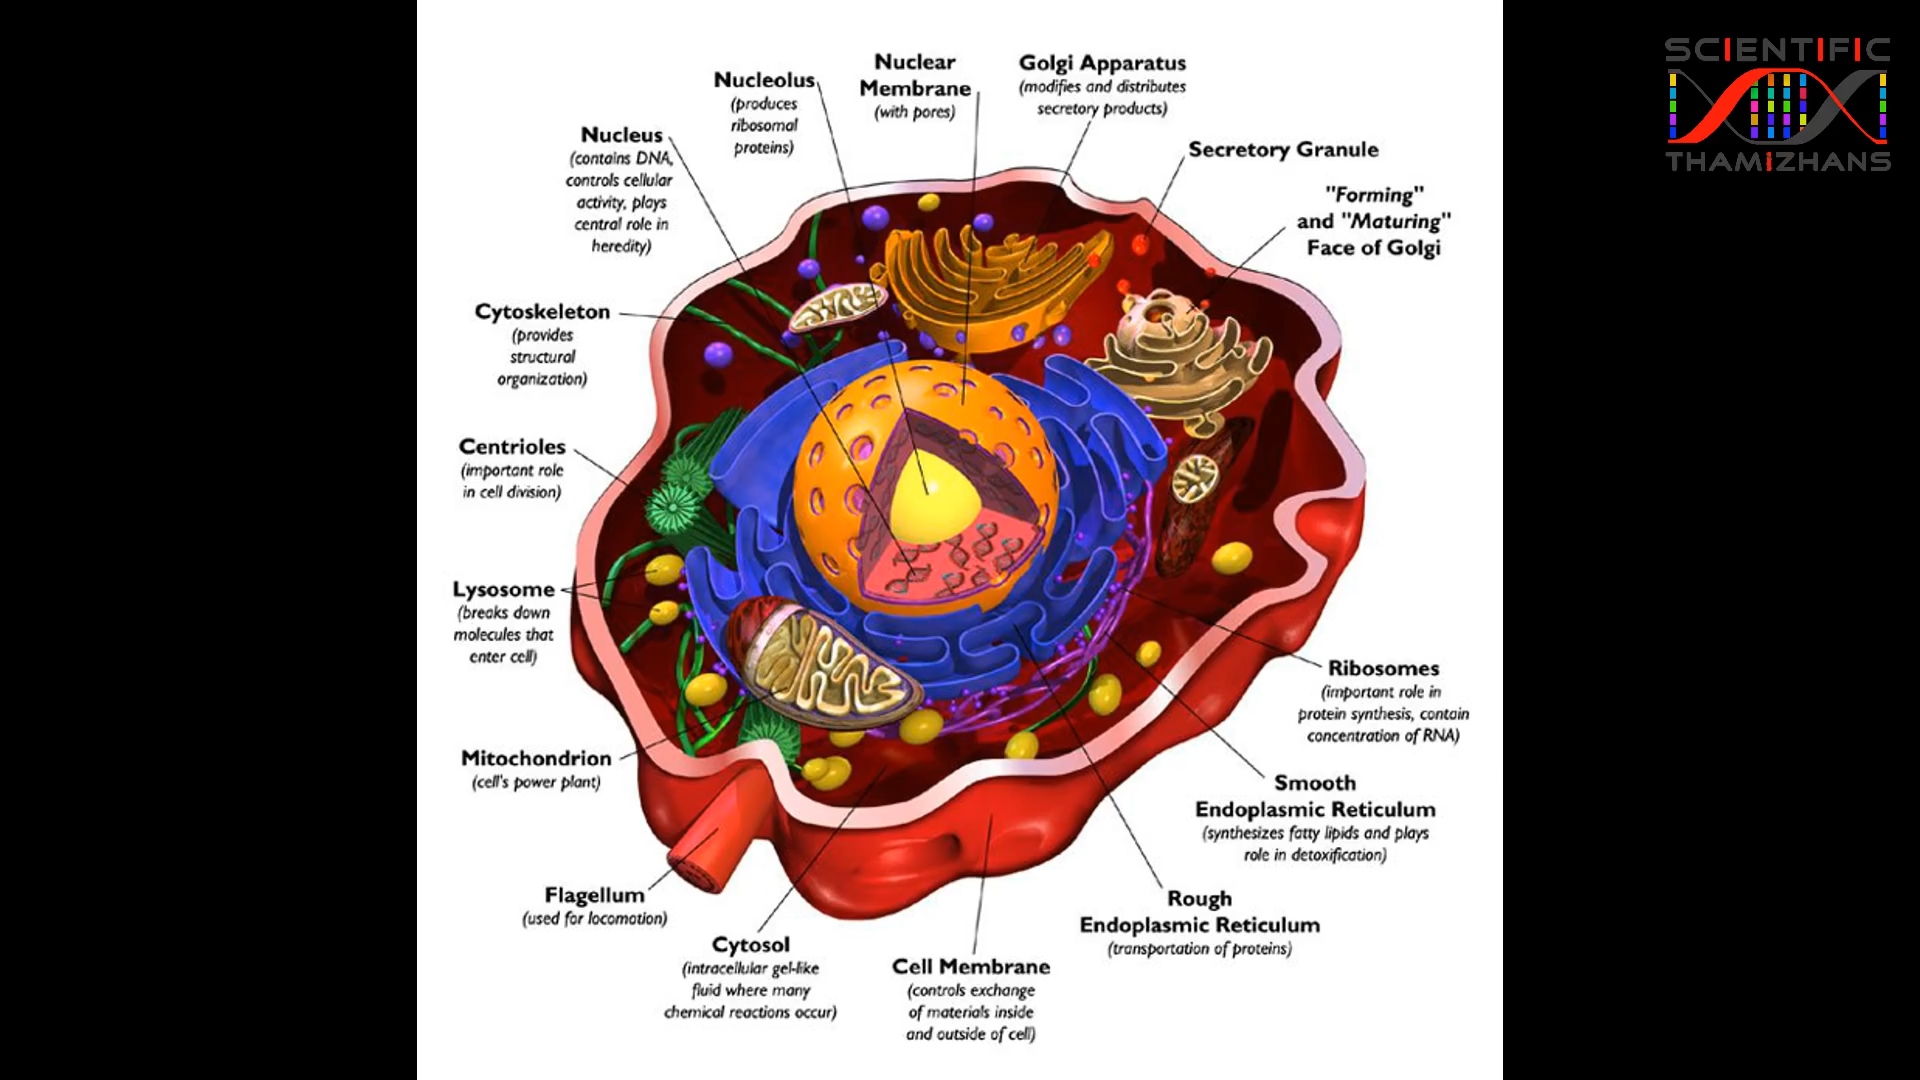 SCIENTIFIC
THAMIZHANS
Nucleolus
(produces
ribosomal
proteins)
Nuclear
Membrane
(with pores)
Golgi Apparatus
(modifies and distributes
secretory products)
Nucleus
(contains DNA,
controls cellular
activity, plays
central role in
heredity)
Secretory Granule
"Forming"
and "Maturing"
Face of Golgi
Cytoskeleton
(provides
structural
organization)
Centrioles
(important role
in cell division)
Lysosome
(breaks down
molecules that
enter cell)
Mitochondrion
(cell's power plant)
Flagellum
(used for locomotion)
Cytosol
(intracellular gel-like
fluid where many
chemical reactions occur)
Cell Membrane
(controls exchange
of materials inside
and outside of cell)
Ribosomes
(important role in
protein synthesis, contain
concentration of RNA)
Smooth
Endoplasmic Reticulum
(synthesizes fatty lipids and plays
role in detoxification)
Rough
Endoplasmic Reticulum
(transportation of proteins)